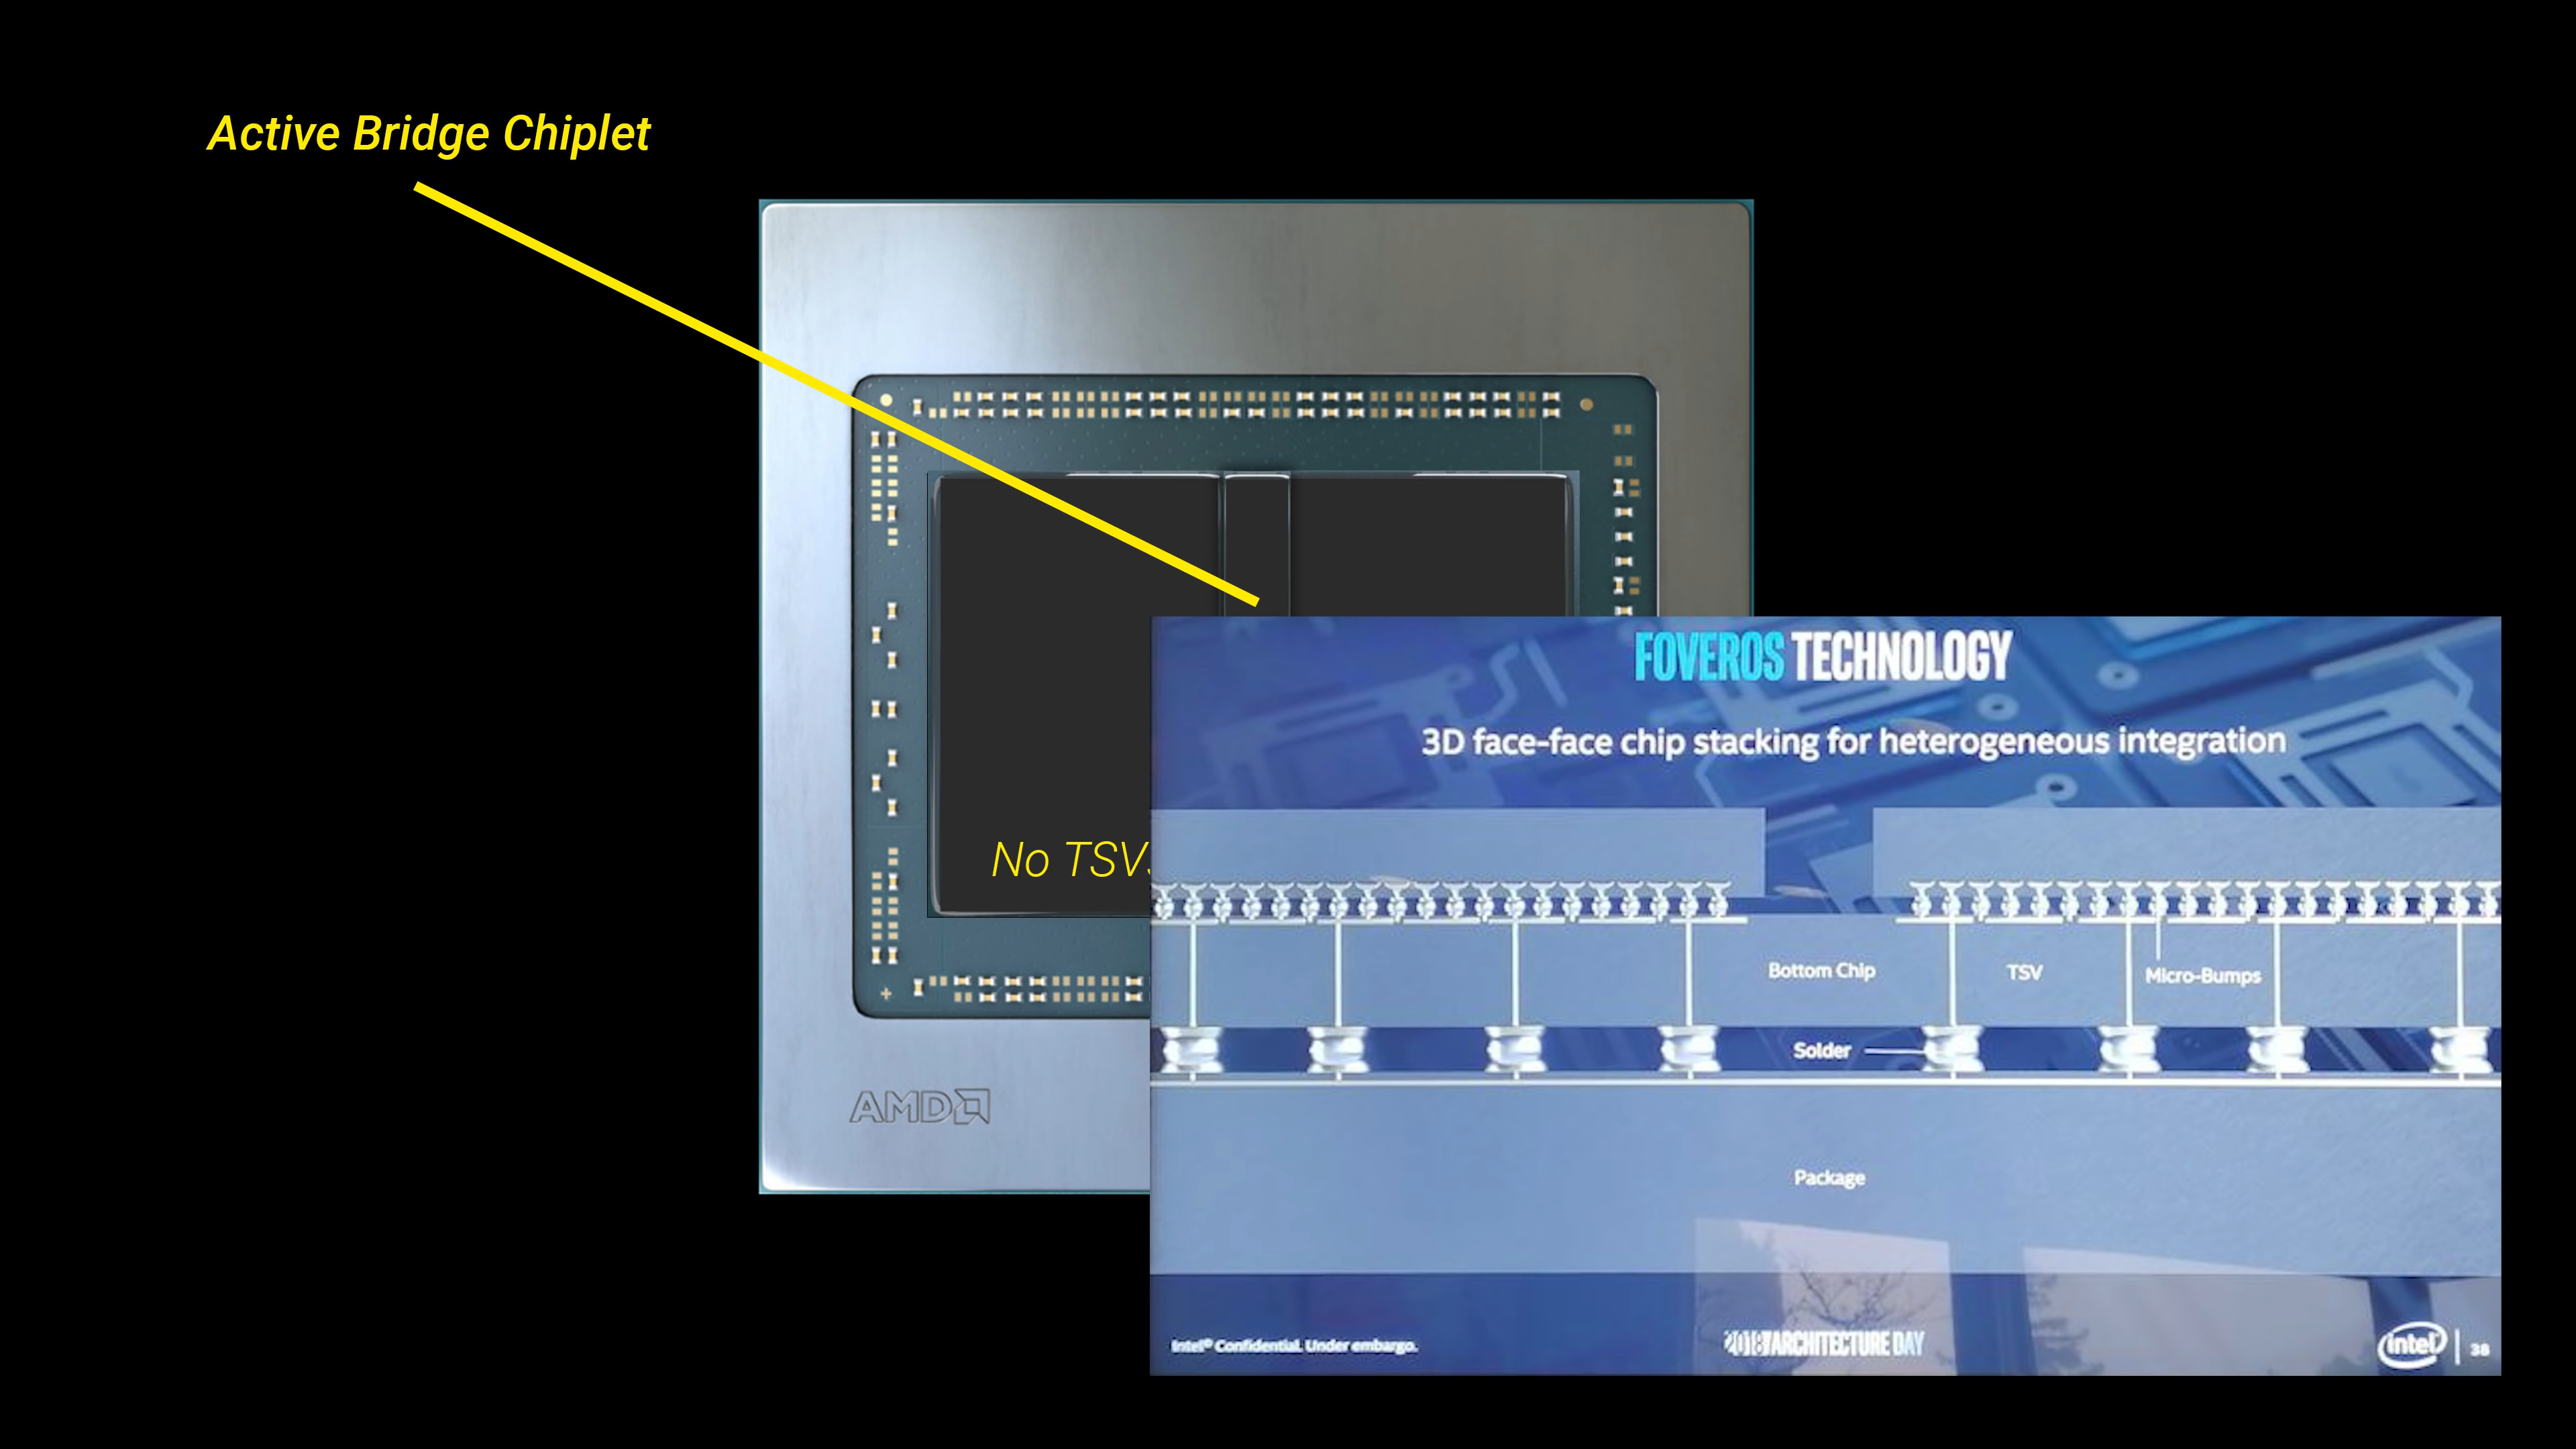 Active Bridge Chiplet
No TSV
AMD
FOVEROS TECHNOLOGY
3D face-face chip stacking for heterogeneous integration
Bottom Chip
TSV
Micro-Bumps
Solder
Package
Intel® Confidential. Under embargo.
2018 ARCHITECTURE DAY
intel
38